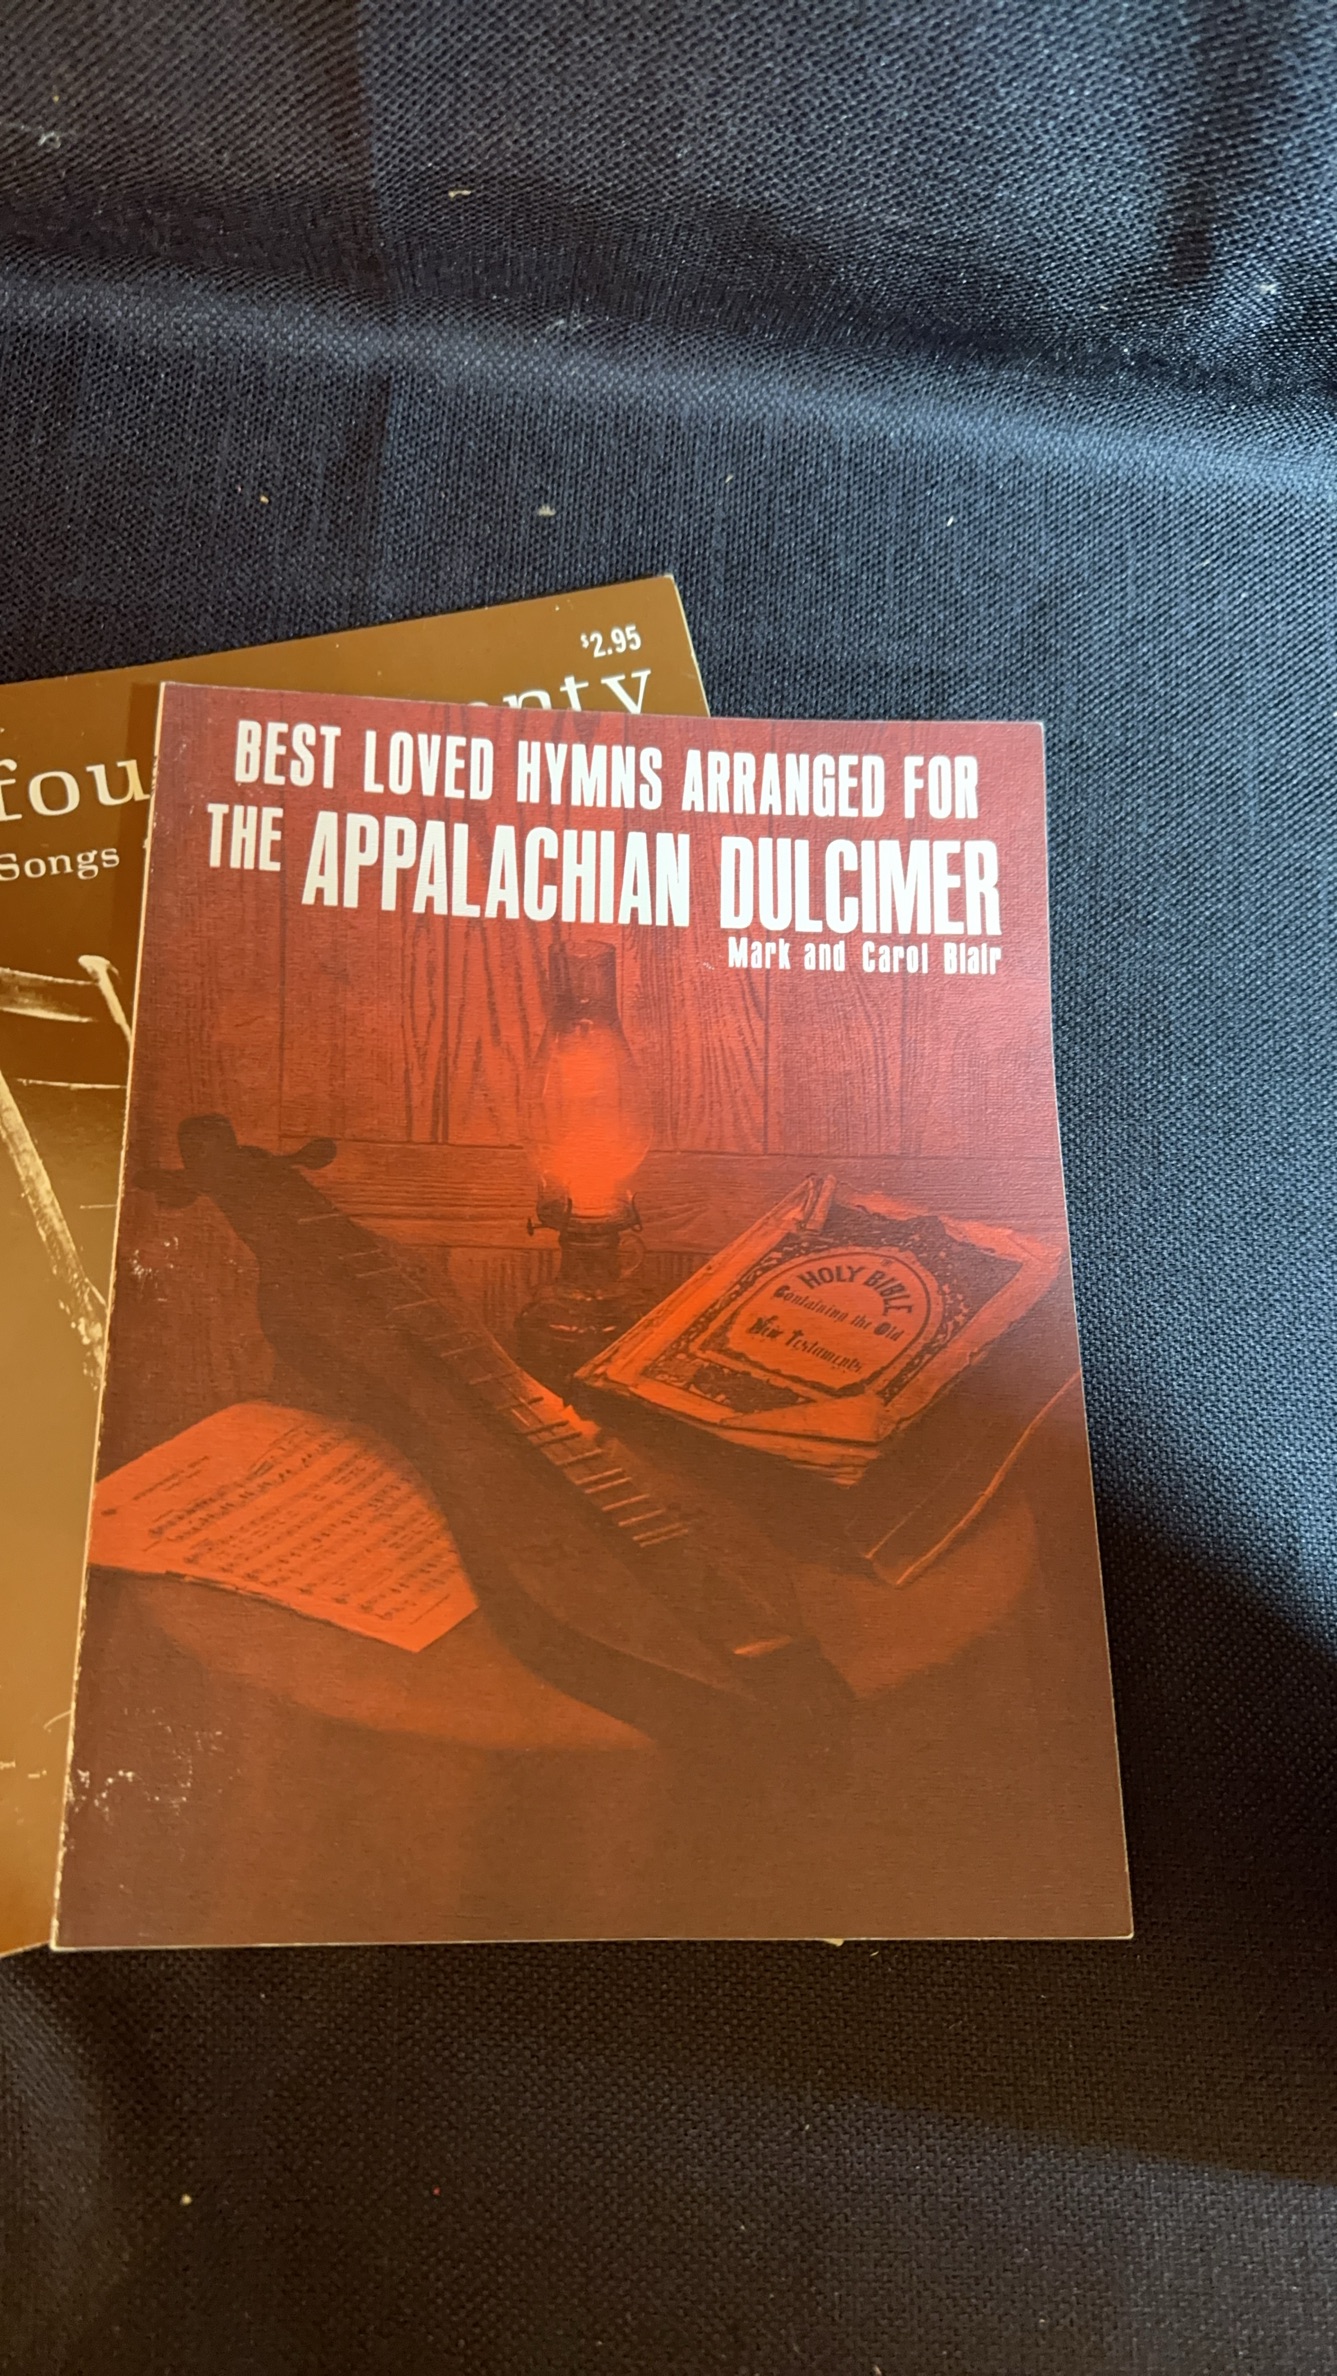 $2.95
fou
Songs
BEST LOVED HYMNS ARRANGED FOR
THE APPALACHIAN DULCIMER
Mark and Carol Blair
HOLY BIBLE
Containing the Old
New Testaments